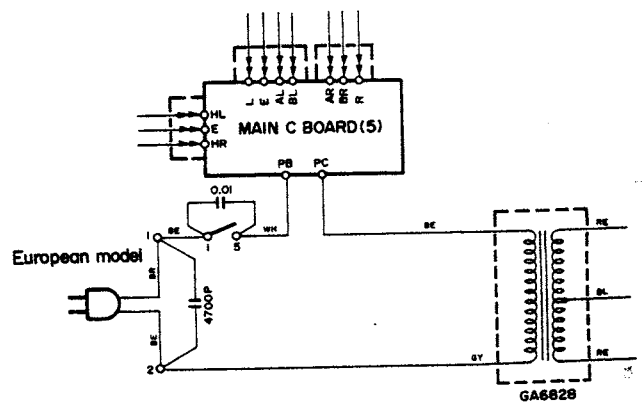 L E AL BL AR BR R
HL
E
HR
MAIN C BOARD(5)
PB PC
0.01
1 BE 1 5 WH BE RE
European model
BR
4700P
BL
BE
2 GY RE
GA6828